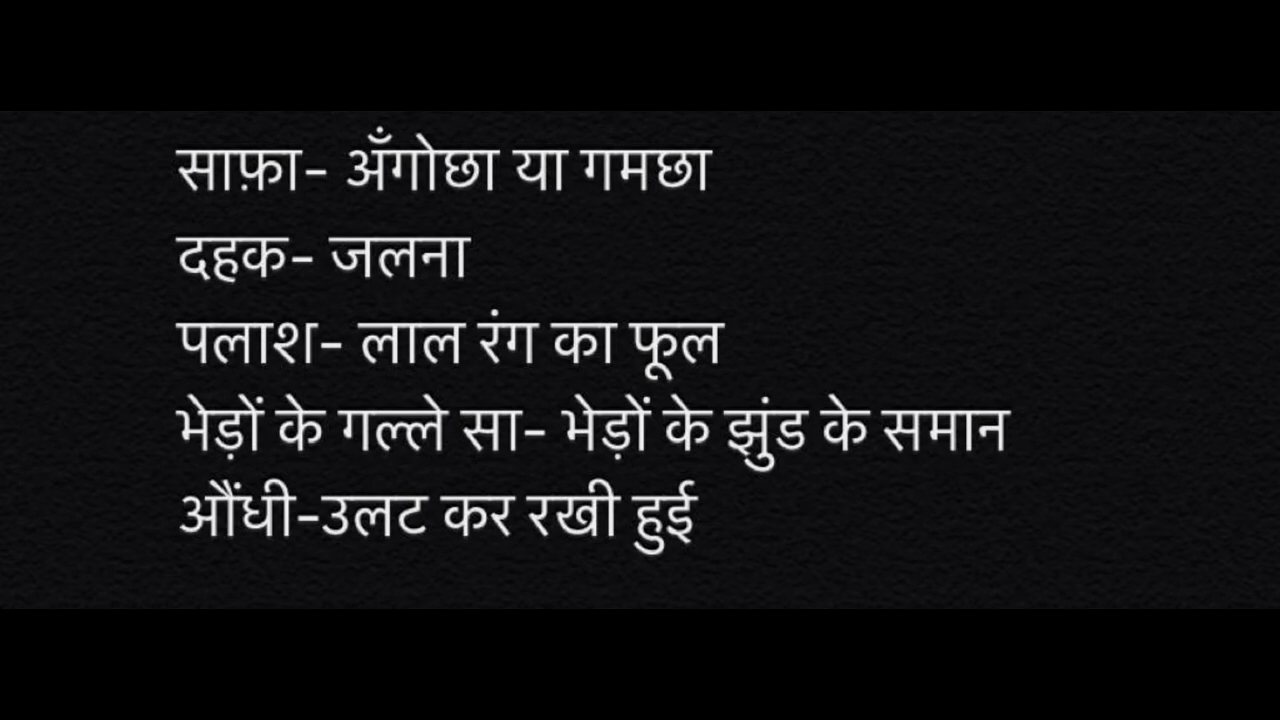 साफ़ा- अँगोछा या गमछा
दहक- जलना
पलाश- लाल रंग का फूल
भेड़ों के गल्ले सा- भेड़ों के झुंड के समान
औंधी-उलट कर रखी हुई